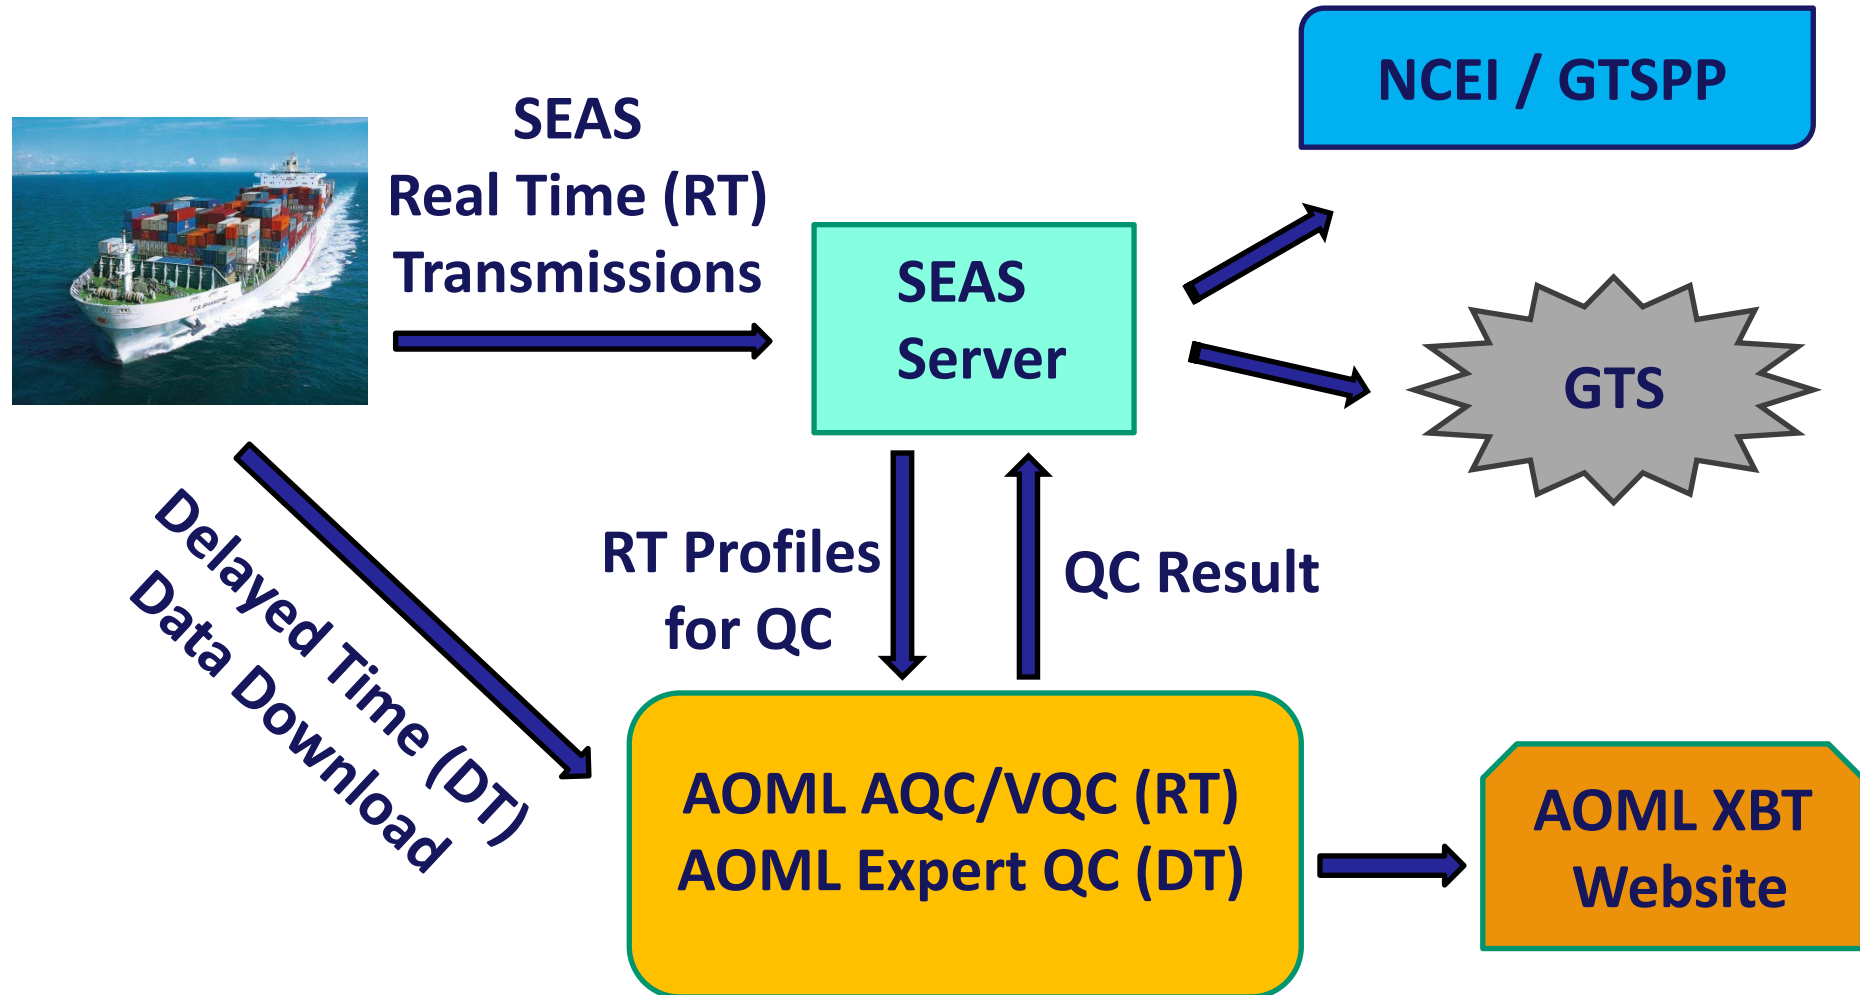 SEAS
Real Time (RT)
Transmissions
SEAS
Server
NCEI / GTSPP
GTS
Delayed Time (DT)
Data Download
RT Profiles
for QC
QC Result
AOML AQC/VQC (RT)
AOML Expert QC (DT)
AOML XBT
Website